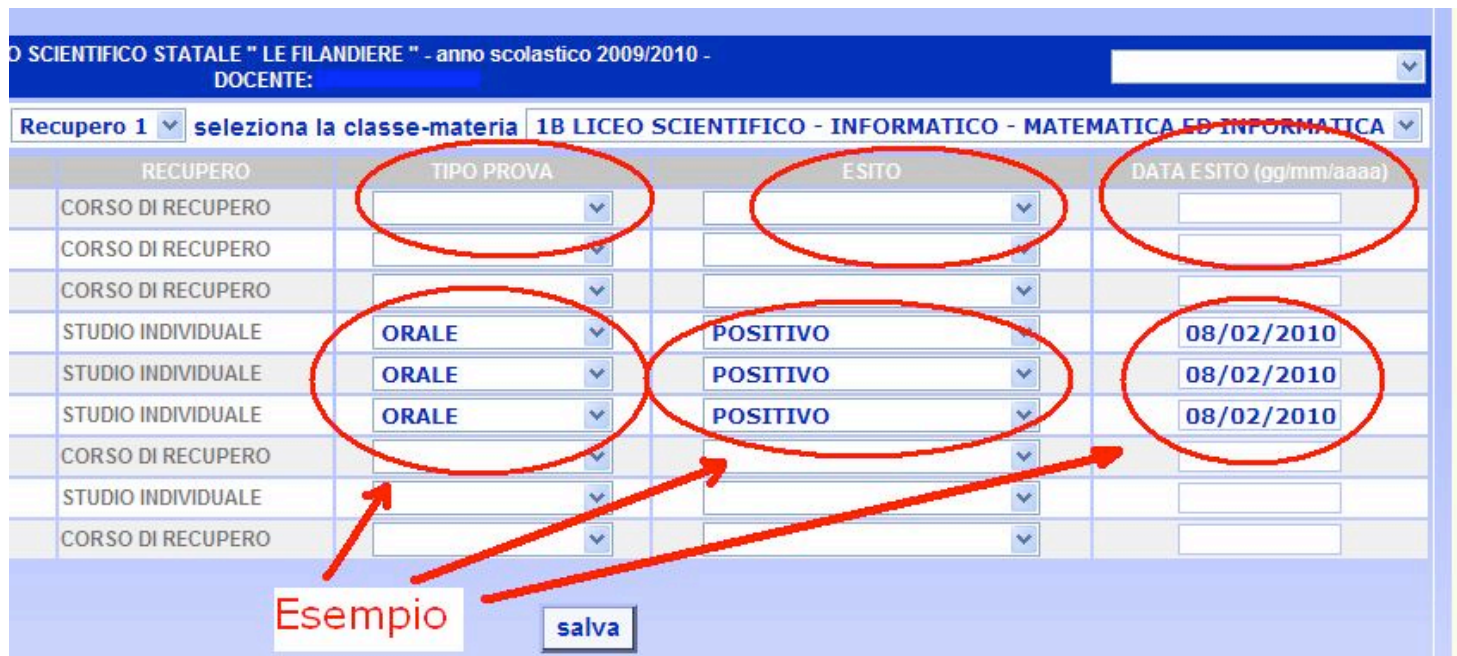 O SCIENTIFICO STATALE " LE FILANDIERE " - anno scolastico 2009/2010 -
DOCENTE:
Recupero 1 seleziona la classe-materia 1B LICEO SCIENTIFICO - INFORMATICO - MATEMATICA ED INFORMATICA
RECUPERO TIPO PROVA ESITO DATA ESITO (gg/mm/aaaa)
CORSO DI RECUPERO
CORSO DI RECUPERO
CORSO DI RECUPERO
STUDIO INDIVIDUALE ORALE POSITIVO 08/02/2010
STUDIO INDIVIDUALE ORALE POSITIVO 08/02/2010
STUDIO INDIVIDUALE ORALE POSITIVO 08/02/2010
CORSO DI RECUPERO
STUDIO INDIVIDUALE
CORSO DI RECUPERO
Esempio
salva